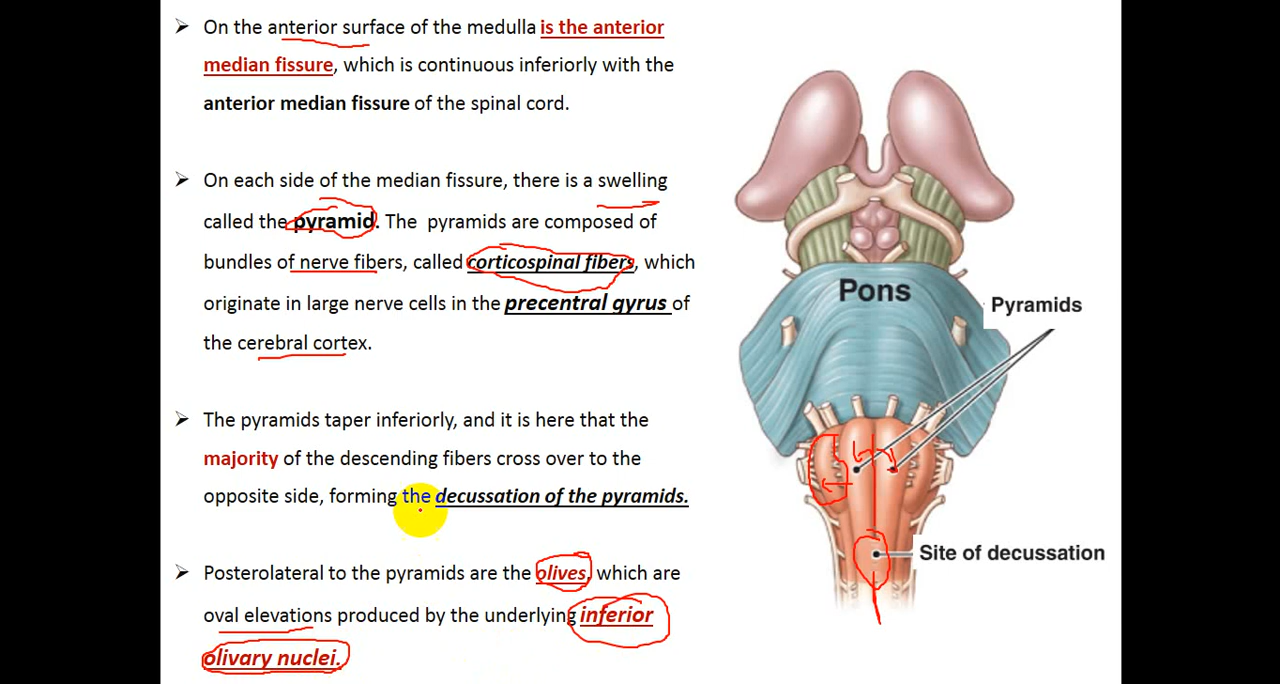 ➢ On the anterior surface of the medulla is the anterior
median fissure, which is continuous inferiorly with the
anterior median fissure of the spinal cord.
➢ On each side of the median fissure, there is a swelling
called the pyramid. The pyramids are composed of
bundles of nerve fibers, called corticospinal fibers, which
originate in large nerve cells in the precentral gyrus of
the cerebral cortex.
➢ The pyramids taper inferiorly, and it is here that the
majority of the descending fibers cross over to the
opposite side, forming the decussation of the pyramids.
➢ Posterolateral to the pyramids are the olives, which are
oval elevations produced by the underlying inferior
olivary nuclei.
Pons
Pyramids
Site of decussation